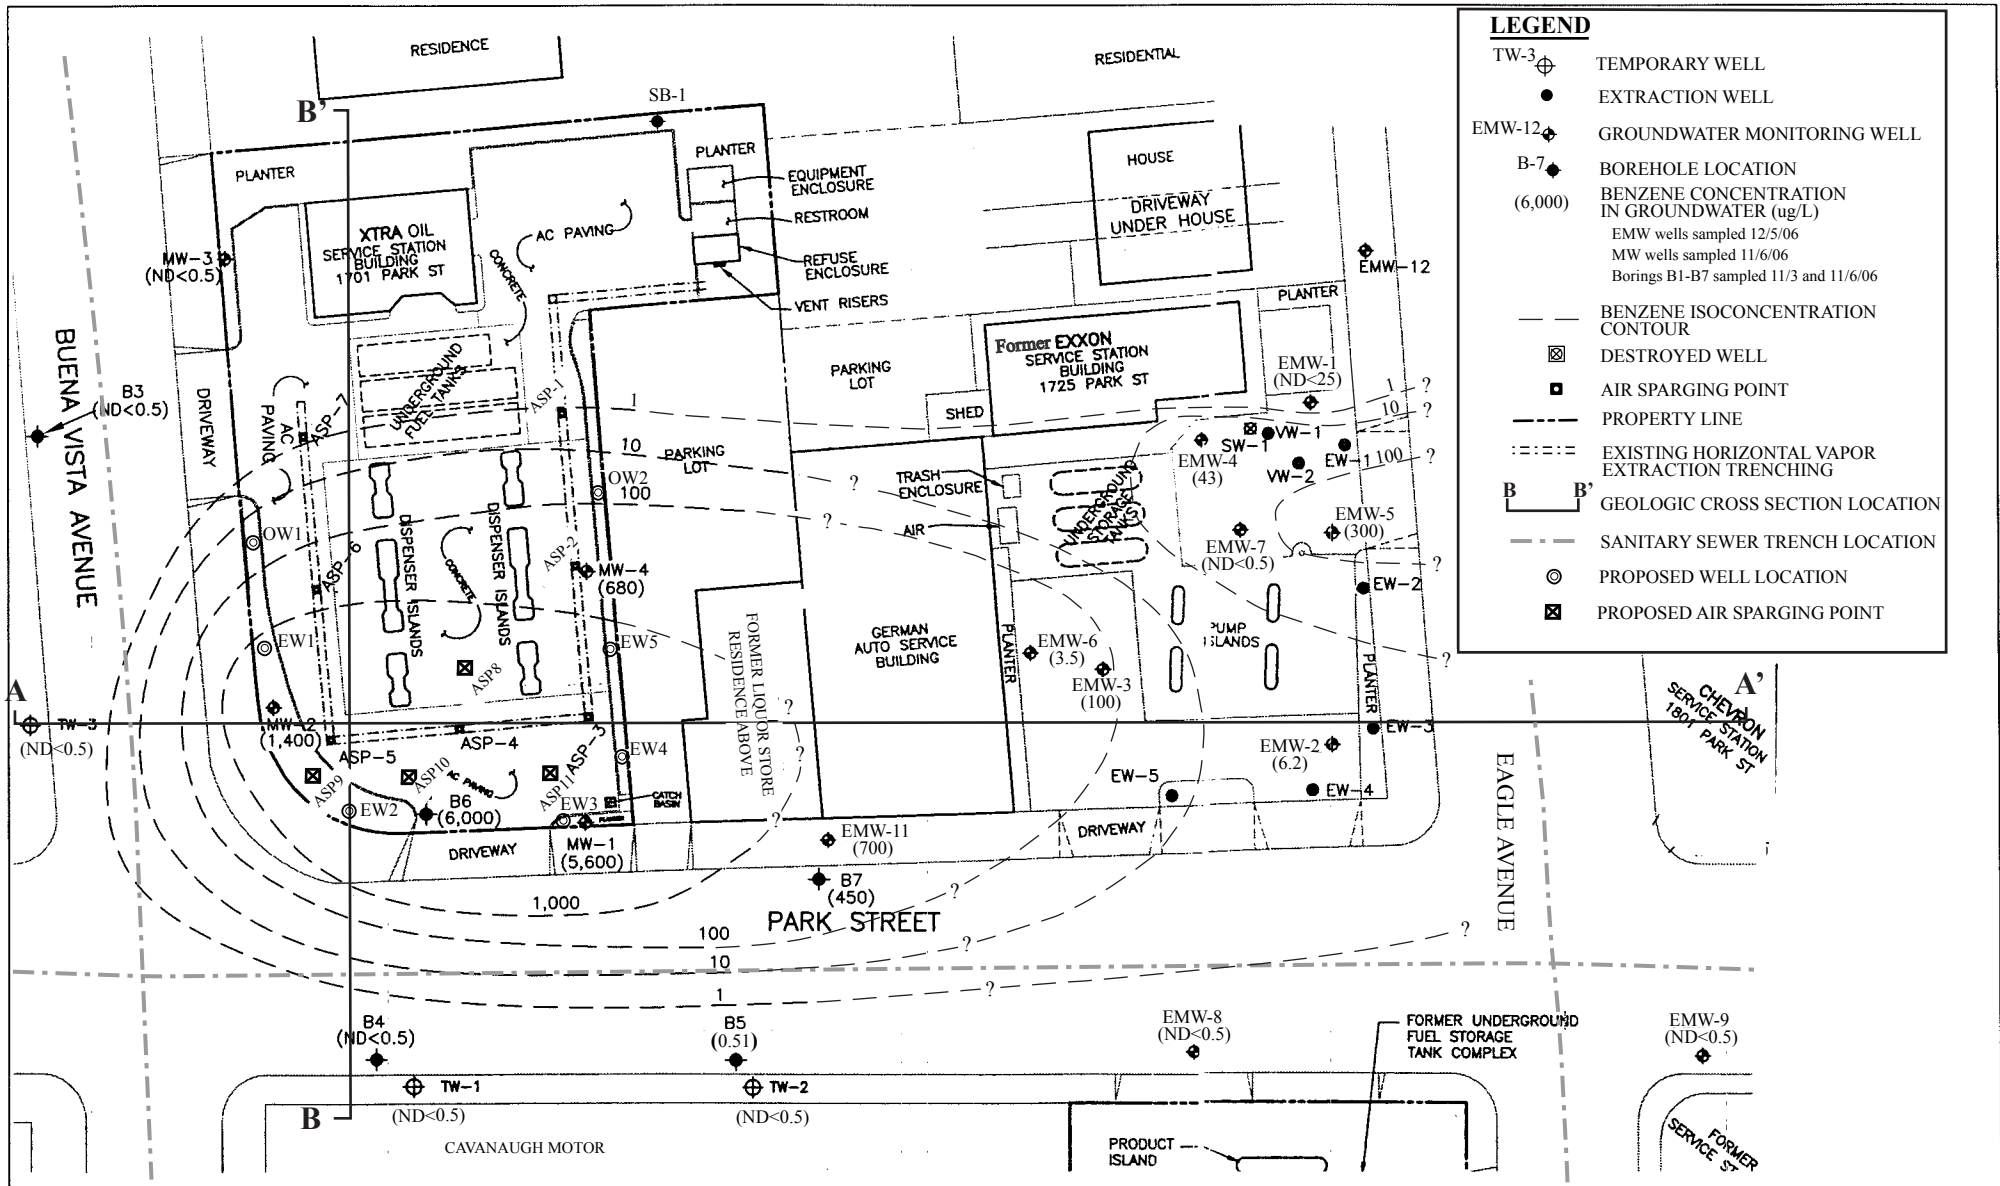 RESIDENCE
RESIDENTIAL
B'
SB-1
PLANTER
PLANTER
EQUIPMENT
ENCLOSURE
RESTROOM
REFUSE
ENCLOSURE
VENT RISERS
AC PAVING
CONCRETE
XTRA OIL
SERVICE STATION
BUILDING
1701 PARK ST
MW-3
(ND<0.5)
HOUSE
DRIVEWAY
UNDER HOUSE
EMW-12
PLANTER
Former EXXON
SERVICE STATION
BUILDING
1725 PARK ST
EMW-1
(ND<25)
PARKING
LOT
SHED
BUENA VISTA AVENUE
B3
(ND<0.5)
DRIVEWAY
AC
PAVING
ASP-7
UNDERGROUND
FUEL TANKS
ASP-1
1
10
PARKING
LOT
OW2
100
?
?
1
?
10
?
100
?
TRASH
ENCLOSURE
AIR
UNDERGROUND
STORAGE
TANKS
EMW-4
(43)
SW-1
VW-1
VW-2
EW-1
EMW-5
(300)
EMW-7
(ND<0.5)
?
EW-2
OW1
ASP-6
DISPENSER ISLANDS
CONCRETE
DISPENSER ISLANDS
ASP-2
MW-4
(680)
EW1
EW5
ASP8
FORMER LIQUOR STORE
RESIDENCE ABOVE
GERMAN
AUTO SERVICE
BUILDING
PLANTER
EMW-6
(3.5)
EMW-3
(100)
PUMP
ISLANDS
PLANTER
?
?
A
A'
TW-3
(ND<0.5)
MW-2
(1,400)
ASP-5
ASP-4
ASP-3
EW4
EMW-2
(6.2)
EW-3
EW-5
EW-4
CHEVRON
SERVICE STATION
1801 PARK ST
EAGLE AVENUE
ASP9
ASP10
AC PAVING
ASP11
EW2
B6
(6,000)
EW3
CATCH
BASIN
PLANTER
MW-1
(5,600)
DRIVEWAY
?
EMW-11
(700)
DRIVEWAY
B7
(450)
?
PARK STREET
1,000
100
10
1
?
?
?
B4
(ND<0.5)
B5
(0.51)
EMW-8
(ND<0.5)
EMW-9
(ND<0.5)
FORMER UNDERGROUND
FUEL STORAGE
TANK COMPLEX
TW-1
(ND<0.5)
TW-2
(ND<0.5)
B
CAVANAUGH MOTOR
PRODUCT
ISLAND
FORMER
SERVICE ST
LEGEND
TW-3 TEMPORARY WELL
EXTRACTION WELL
EMW-12 GROUNDWATER MONITORING WELL
B-7 BOREHOLE LOCATION
(6,000) BENZENE CONCENTRATION
IN GROUNDWATER (ug/L)
EMW wells sampled 12/5/06
MW wells sampled 11/6/06
Borings B1-B7 sampled 11/3 and 11/6/06
BENZENE ISOCONCENTRATION
CONTOUR
DESTROYED WELL
AIR SPARGING POINT
PROPERTY LINE
EXISTING HORIZONTAL VAPOR
EXTRACTION TRENCHING
B B' GEOLOGIC CROSS SECTION LOCATION
SANITARY SEWER TRENCH LOCATION
PROPOSED WELL LOCATION
PROPOSED AIR SPARGING POINT